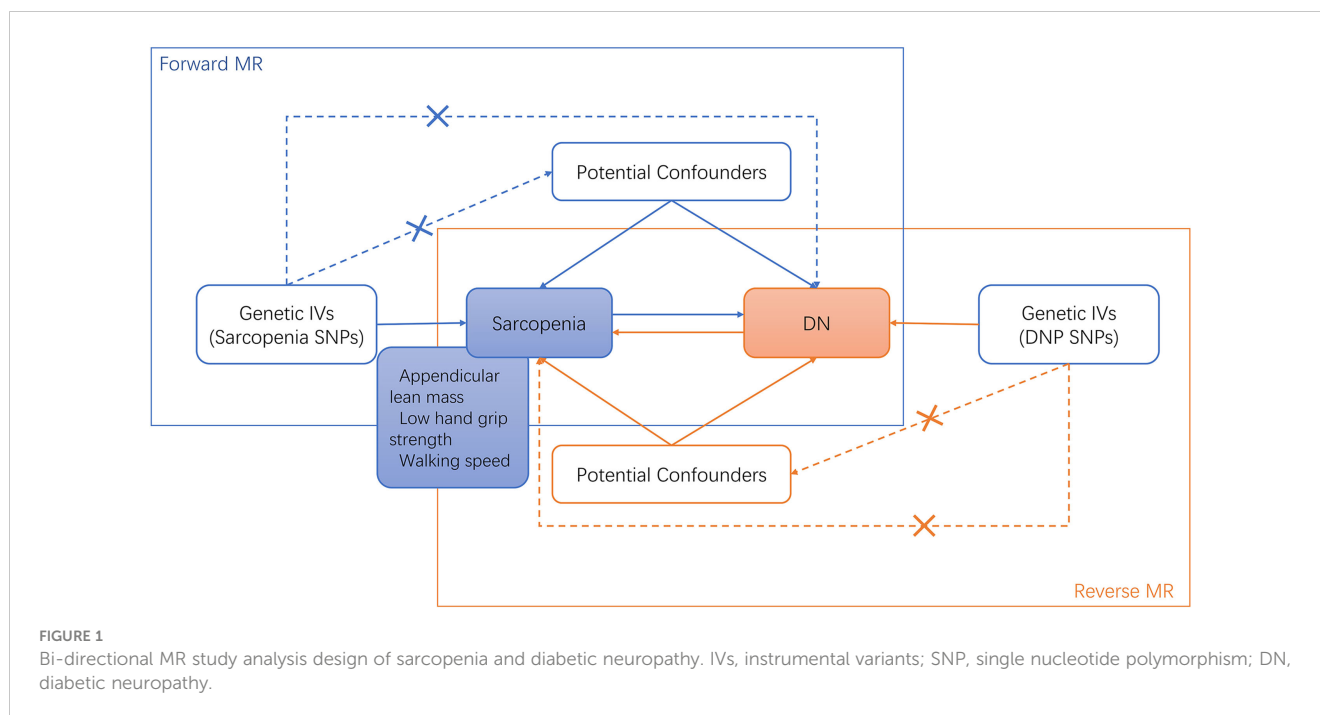 Forward MR
Potential Confounders
Genetic IVs
(Sarcopenia SNPs)
Sarcopenia
DN
Genetic IVs
(DNP SNPs)
Appendicular
lean mass
Low hand grip
strength
Walking speed
Potential Confounders
Reverse MR
FIGURE 1
Bi-directional MR study analysis design of sarcopenia and diabetic neuropathy. IVs, instrumental variants; SNP, single nucleotide polymorphism; DN,
diabetic neuropathy.